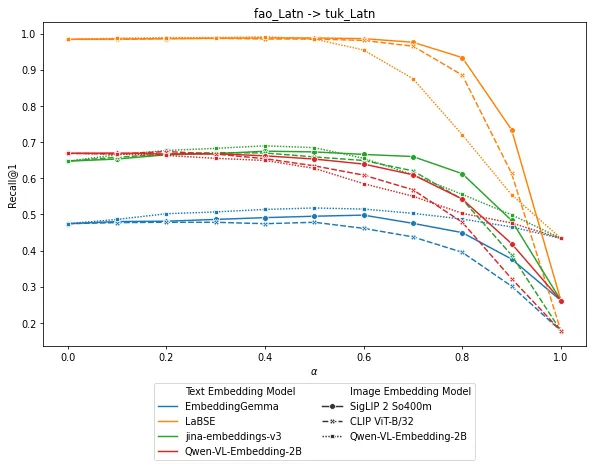 fao_Latn -> tuk_Latn
1.0
0.9
0.8
0.7
0.6
0.5
0.4
0.3
0.2
Recall@1
0.0 0.2 0.4 0.6 0.8 1.0
α
Text Embedding Model Image Embedding Model
EmbeddingGemma SigLIP 2 So400m
LaBSE CLIP ViT-B/32
jina-embeddings-v3 Qwen-VL-Embedding-2B
Qwen-VL-Embedding-2B